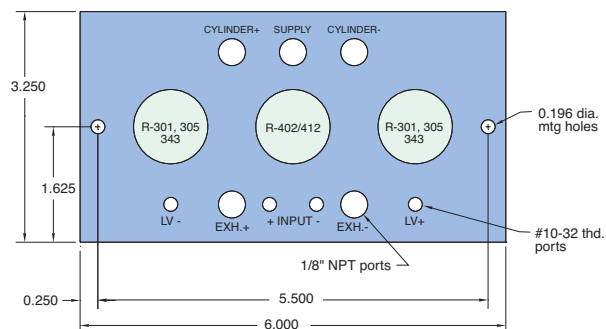 CYLINDER+ SUPPLY CYLINDER-
3.250
R-301, 305
343
R-402/412
R-301, 305
343
0.196 dia.
mtg holes
1.625
LV -
EXH.+
+ INPUT -
EXH.-
LV+
#10-32 thd.
ports
1/8" NPT ports
0.250
5.500
6.000